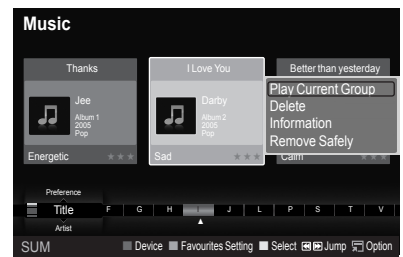 Music
Thanks
I Love You
Better than yesterday
Jee
Album 1
2005
Pop
Darby
Album 2
2005
Pop
Play Current Group
Delete
Information
Remove Safely
Energetic
Sad
Calm
Preference
Title F G H I J L P S T V
Artist
SUM Device Favourites Setting Select Jump Option